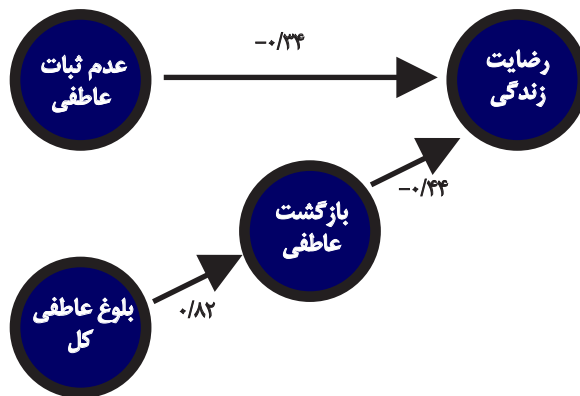 عدم ثبات
عاطفی
−۰/۳۴
رضایت
زندگی
بازگشت
عاطفی
−۰/۴۴
بلوغ عاطفی
کل
۰/۸۲